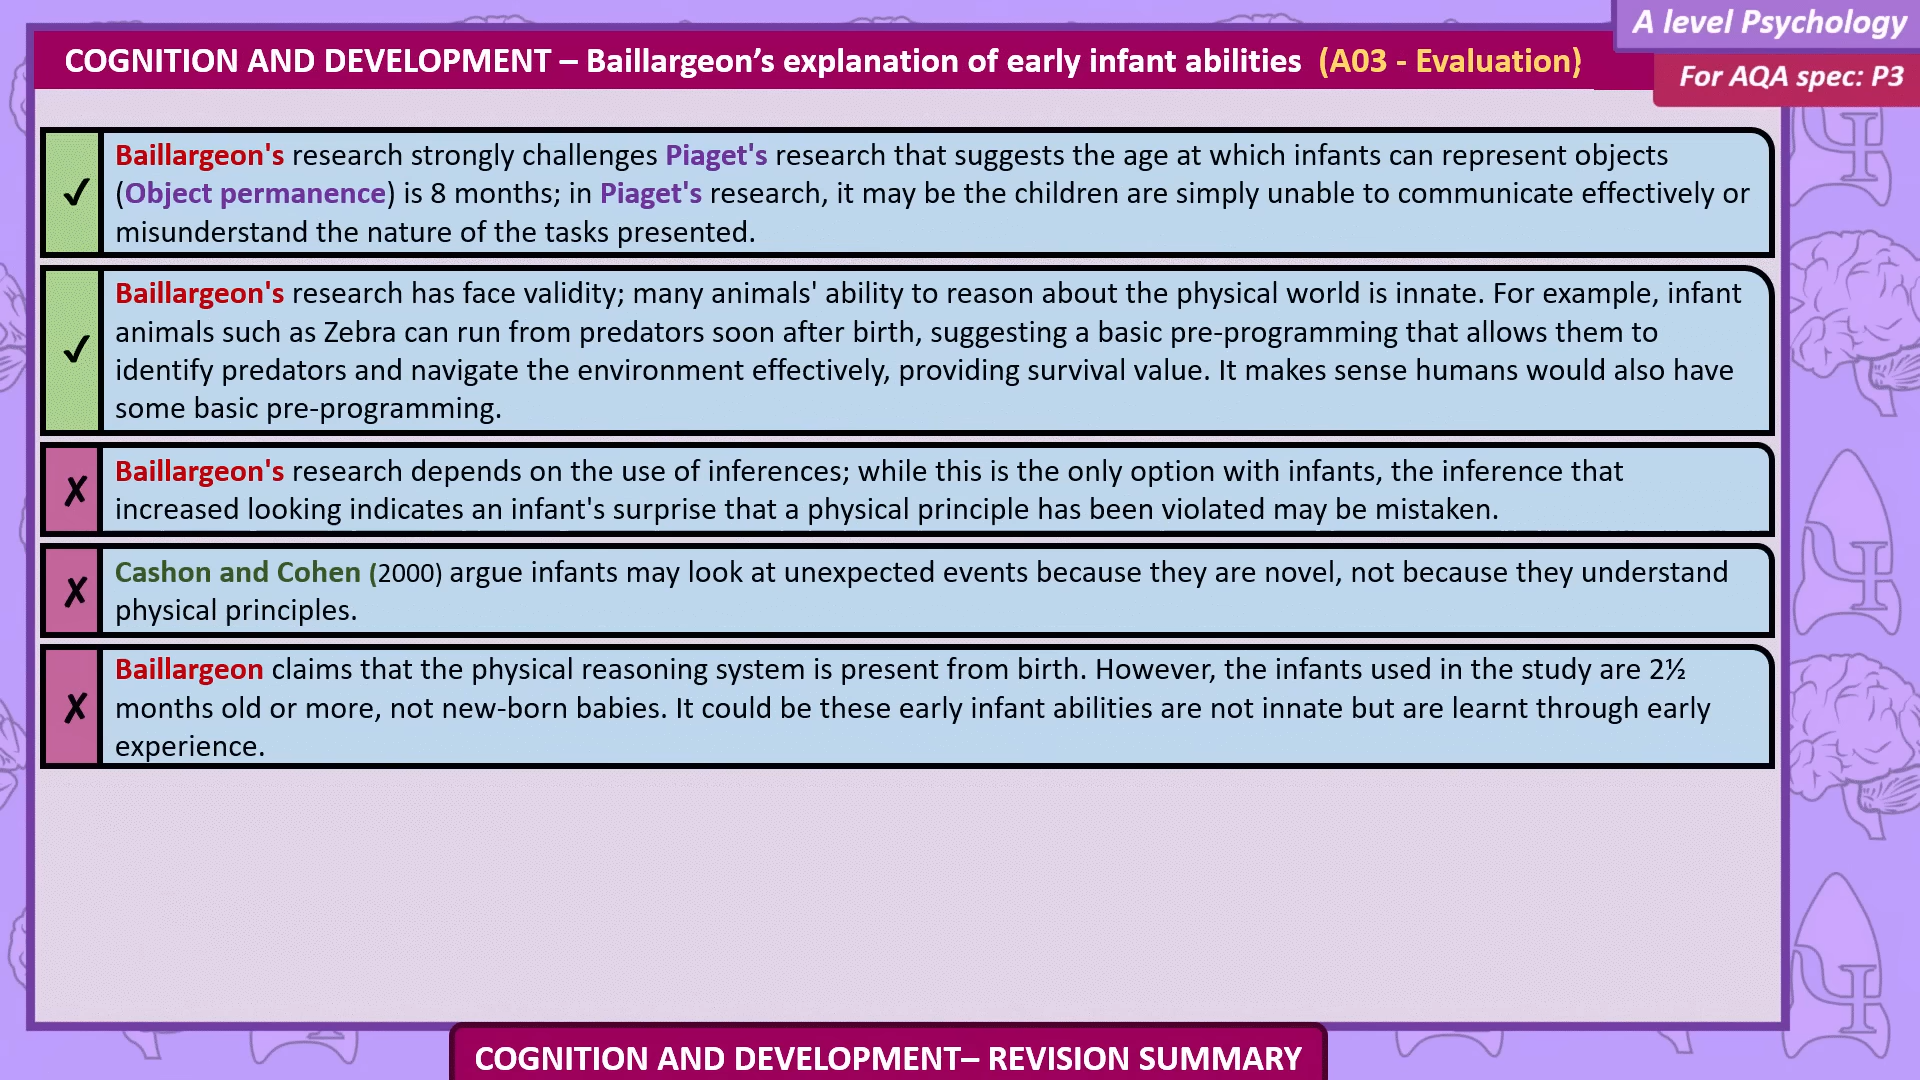 A level Psychology
COGNITION AND DEVELOPMENT – Baillargeon’s explanation of early infant abilities (A03 - Evaluation)
For AQA spec: P3
✓
Baillargeon's research strongly challenges Piaget's research that suggests the age at which infants can represent objects
(Object permanence) is 8 months; in Piaget's research, it may be the children are simply unable to communicate effectively or
misunderstand the nature of the tasks presented.
✓
Baillargeon's research has face validity; many animals' ability to reason about the physical world is innate. For example, infant
animals such as Zebra can run from predators soon after birth, suggesting a basic pre-programming that allows them to
identify predators and navigate the environment effectively, providing survival value. It makes sense humans would also have
some basic pre-programming.
✗
Baillargeon's research depends on the use of inferences; while this is the only option with infants, the inference that
increased looking indicates an infant's surprise that a physical principle has been violated may be mistaken.
✗
Cashon and Cohen (2000) argue infants may look at unexpected events because they are novel, not because they understand
physical principles.
✗
Baillargeon claims that the physical reasoning system is present from birth. However, the infants used in the study are 2½
months old or more, not new-born babies. It could be these early infant abilities are not innate but are learnt through early
experience.
COGNITION AND DEVELOPMENT– REVISION SUMMARY